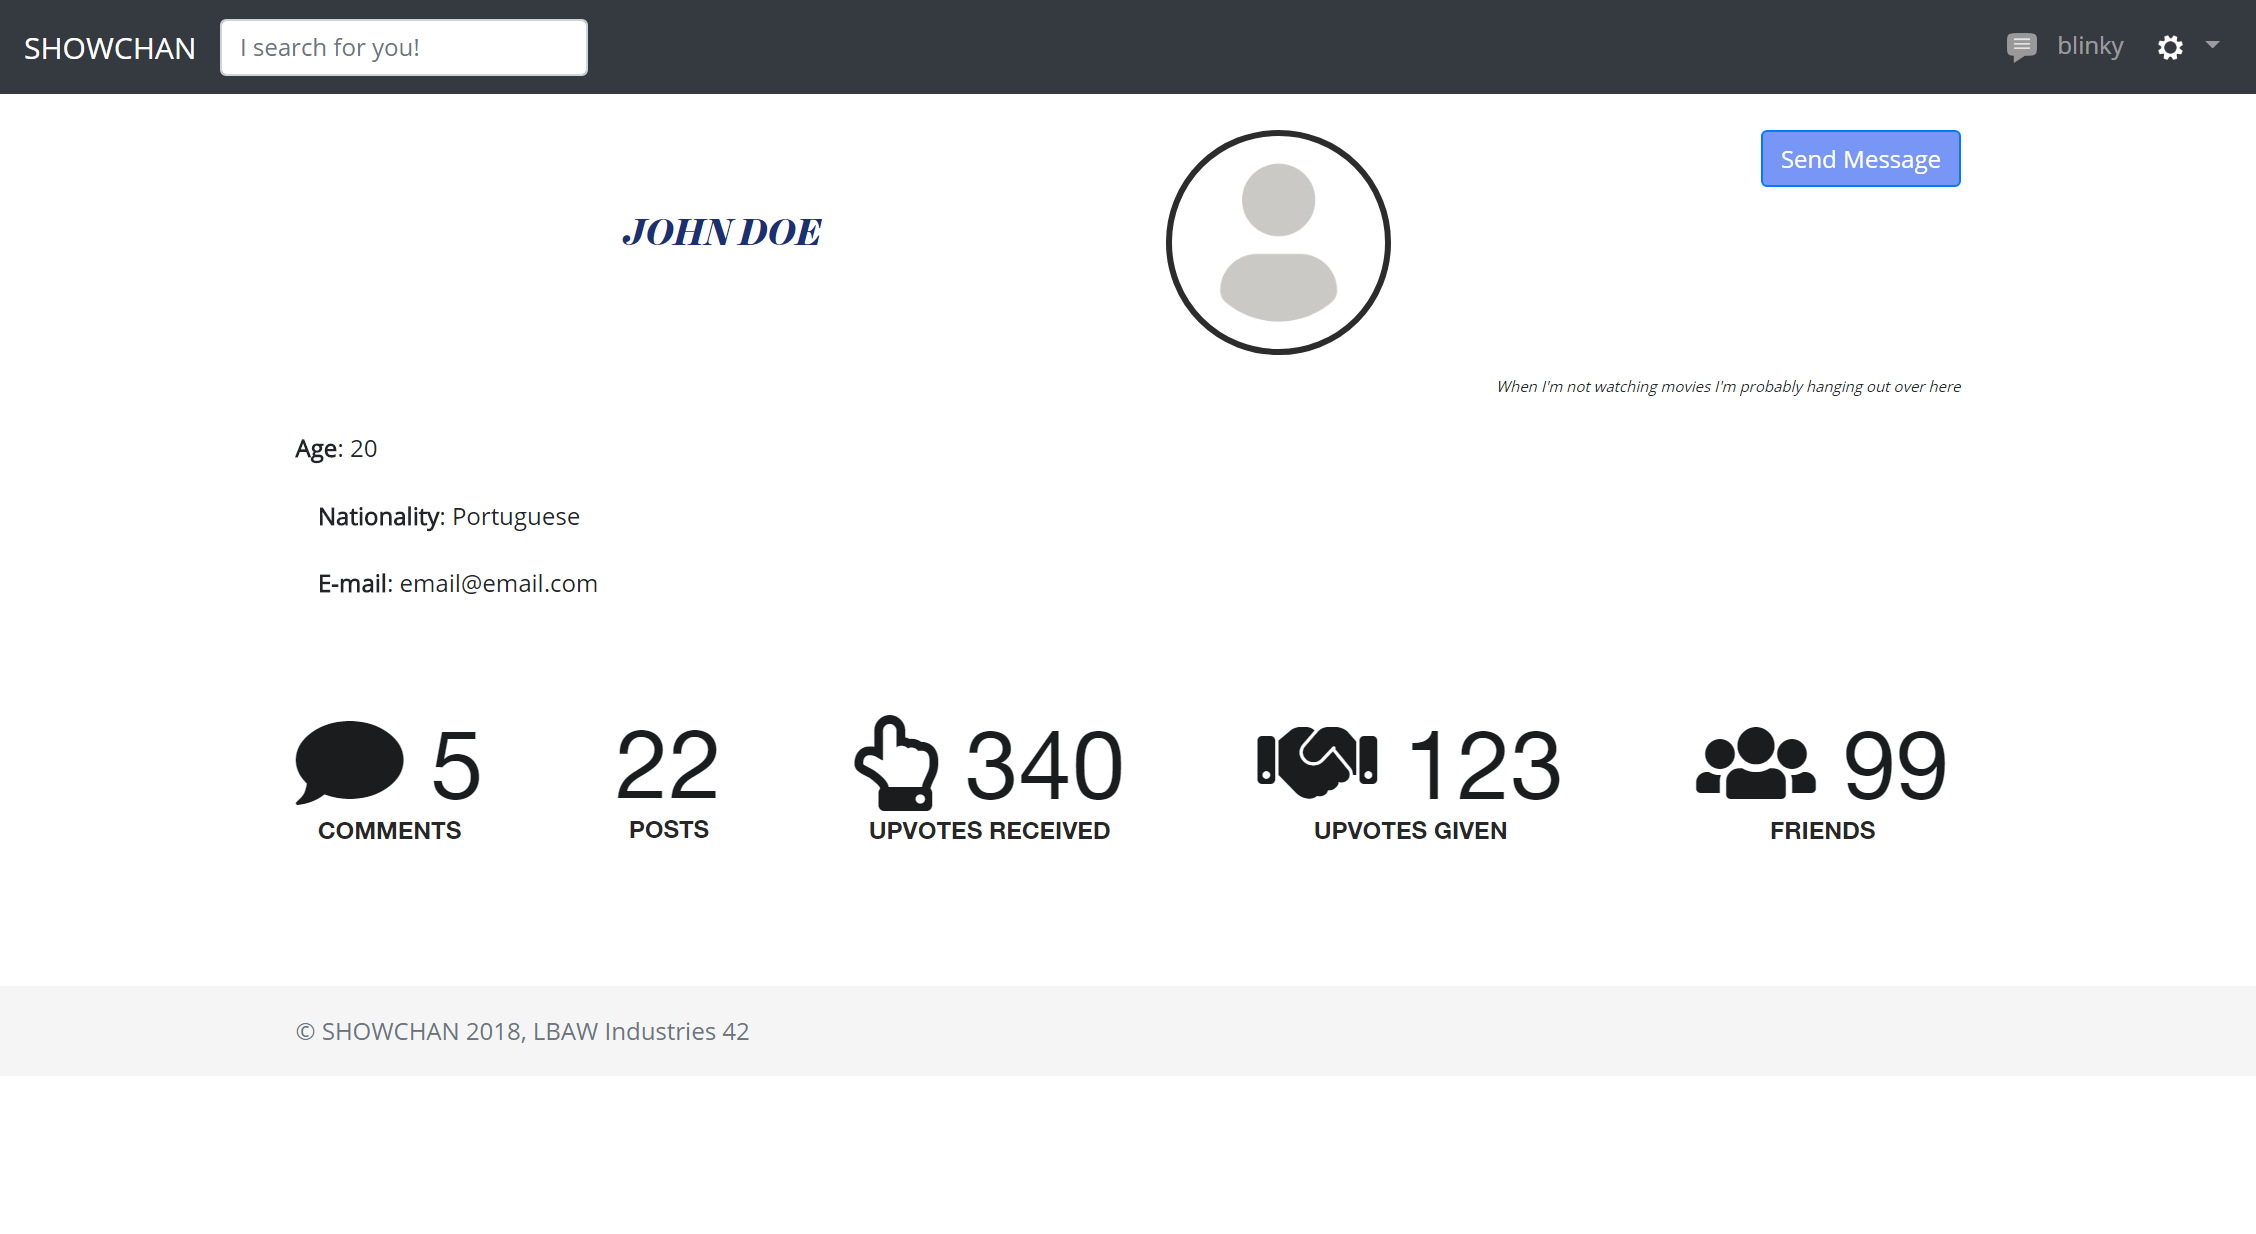 SHOWCHAN
I search for you!
blinky
Send Message
JOHN DOE
When I'm not watching movies I'm probably hanging out over here
Age: 20
Nationality: Portuguese
E-mail: email@email.com
5
COMMENTS
22
POSTS
340
UPVOTES RECEIVED
123
UPVOTES GIVEN
99
FRIENDS
© SHOWCHAN 2018, LBAW Industries 42